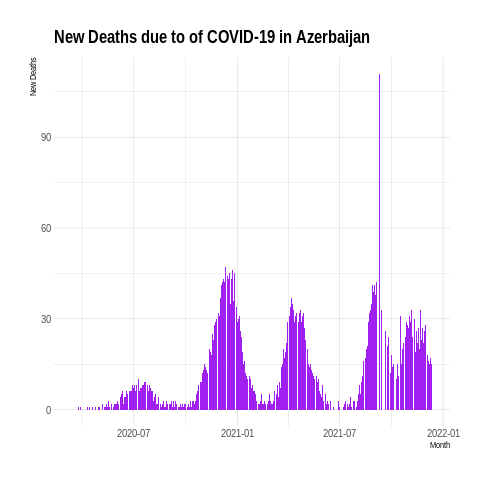 New Deaths due to of COVID-19 in Azerbaijan
New Deaths
90
60
30
0
2020-07 2021-01 2021-07 2022-01
Month